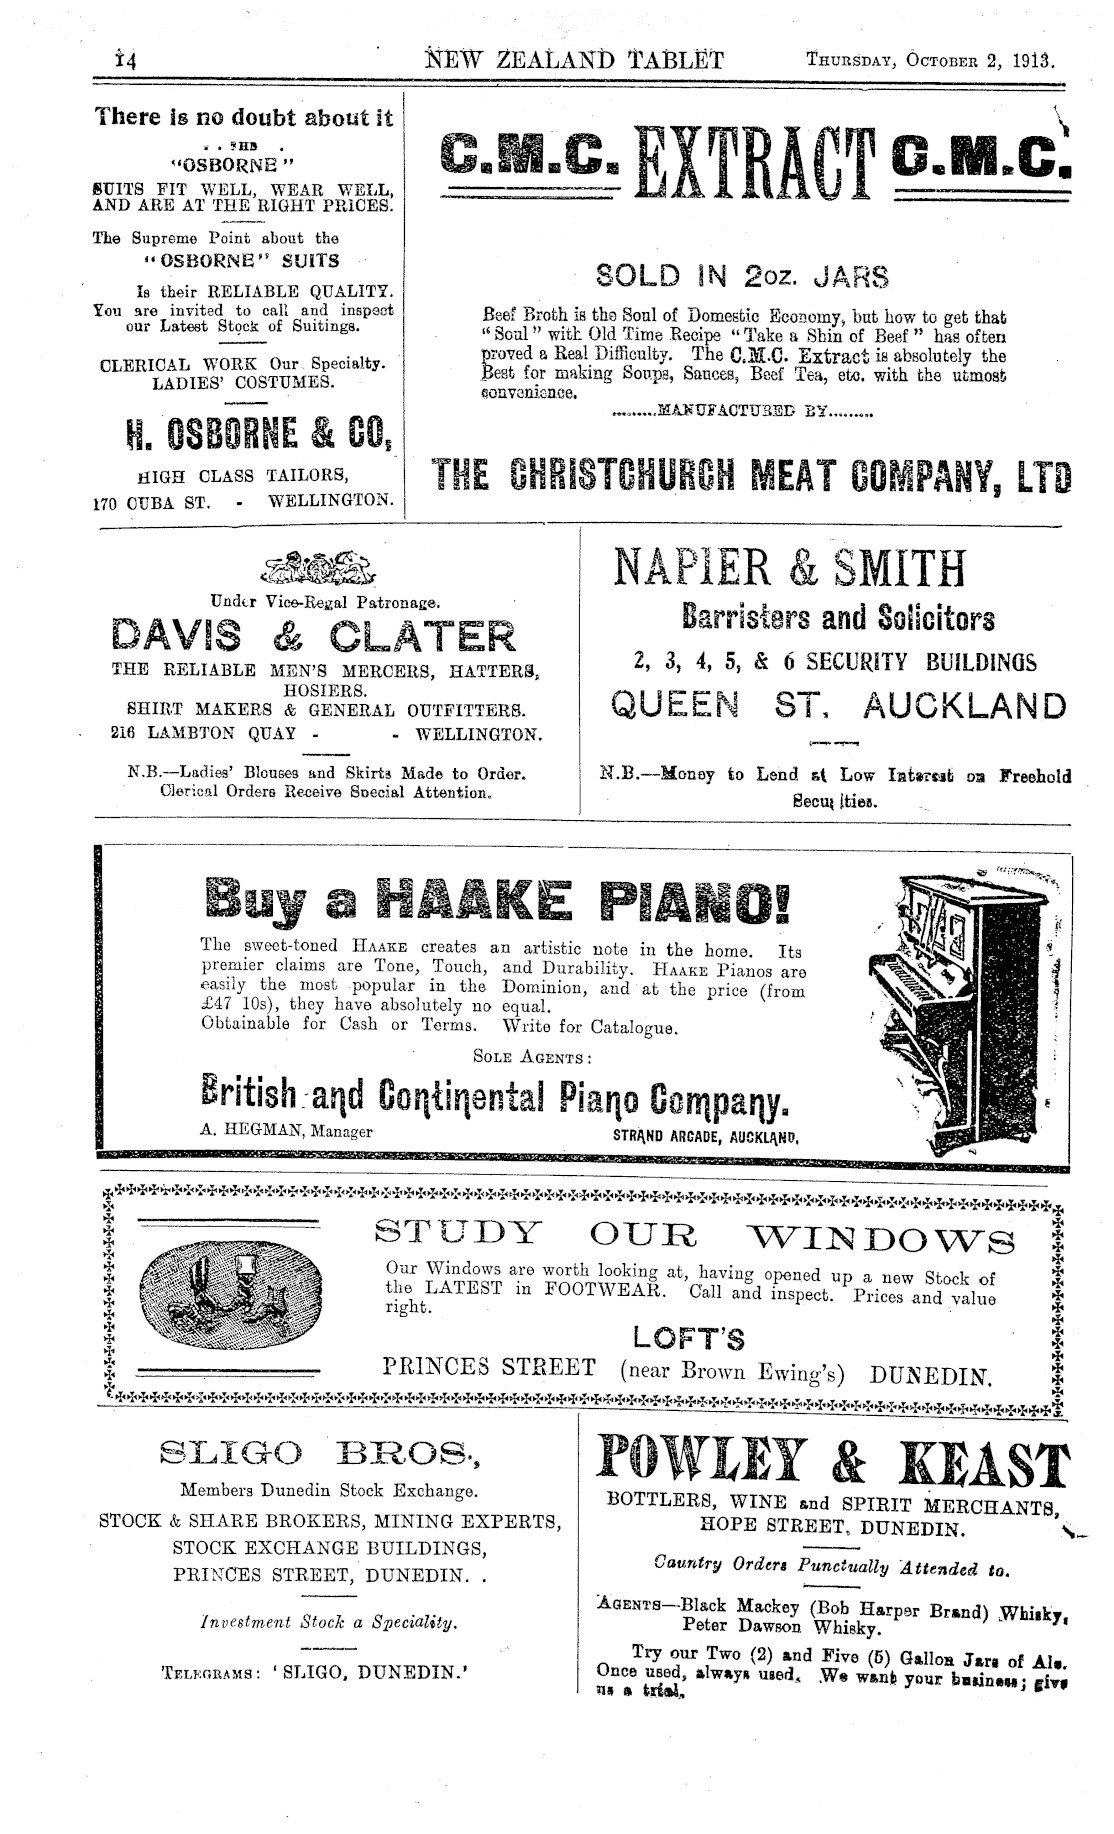 14
NEW ZEALAND TABLET
THURSDAY, OCTOBER 2, 1913.
There is no doubt about it
. . THE .
"OSBORNE"
SUITS FIT WELL, WEAR WELL,
AND ARE AT THE RIGHT PRICES.
The Supreme Point about the
"OSBORNE" SUITS
Is their RELIABLE QUALITY.
You are invited to call and inspect
our Latest Stock of Suitings.
CLERICAL WORK Our Specialty.
LADIES' COSTUMES.
H. OSBORNE & CO,
HIGH CLASS TAILORS,
170 CUBA ST. - WELLINGTON.
C.M.C. EXTRACT C.M.C.
SOLD IN 2oz. JARS
Beef Broth is the Soul of Domestic Economy, but how to get that
"Soul" with Old Time Recipe "Take a Shin of Beef" has often
proved a Real Difficulty. The C.M.C. Extract is absolutely the
Best for making Soups, Sauces, Beef Tea, etc. with the utmost
convenience.
.........MANUFACTURED BY.........
THE CHRISTCHURCH MEAT COMPANY, LTD
Under Vice-Regal Patronage.
DAVIS & CLATER
THE RELIABLE MEN'S MERCERS, HATTERS,
HOSIERS.
SHIRT MAKERS & GENERAL OUTFITTERS.
216 LAMBTON QUAY - - WELLINGTON.
N.B.—Ladies' Blouses and Skirts Made to Order.
Clerical Orders Receive Special Attention.
NAPIER & SMITH
Barristers and Solicitors
2, 3, 4, 5, & 6 SECURITY BUILDINGS
QUEEN ST. AUCKLAND
N.B.—Money to Lend at Low Interest on Freehold
Securities.
Buy a HAAKE PIANO!
The sweet-toned HAAKE creates an artistic note in the home. Its
premier claims are Tone, Touch, and Durability. HAAKE Pianos are
easily the most popular in the Dominion, and at the price (from
£47 10s), they have absolutely no equal.
Obtainable for Cash or Terms. Write for Catalogue.
SOLE AGENTS:
British and Continental Piano Company.
A. HEGMAN, Manager
STRAND ARCADE, AUCKLAND,
STUDY OUR WINDOWS
Our Windows are worth looking at, having opened up a new Stock of
the LATEST in FOOTWEAR. Call and inspect. Prices and value
right.
LOFT'S
PRINCES STREET (near Brown Ewing's) DUNEDIN.
SLIGO BROS.,
Members Dunedin Stock Exchange.
STOCK & SHARE BROKERS, MINING EXPERTS,
STOCK EXCHANGE BUILDINGS,
PRINCES STREET, DUNEDIN. .
Investment Stock a Speciality.
TELEGRAMS: 'SLIGO, DUNEDIN.'
POWLEY & KEAST
BOTTLERS, WINE and SPIRIT MERCHANTS,
HOPE STREET, DUNEDIN.
Country Orders Punctually Attended to.
AGENTS—Black Mackey (Bob Harper Brand) Whisky,
Peter Dawson Whisky.
Try our Two (2) and Five (5) Gallon Jars of Ale.
Once used, always used. We want your business; give
us a trial.